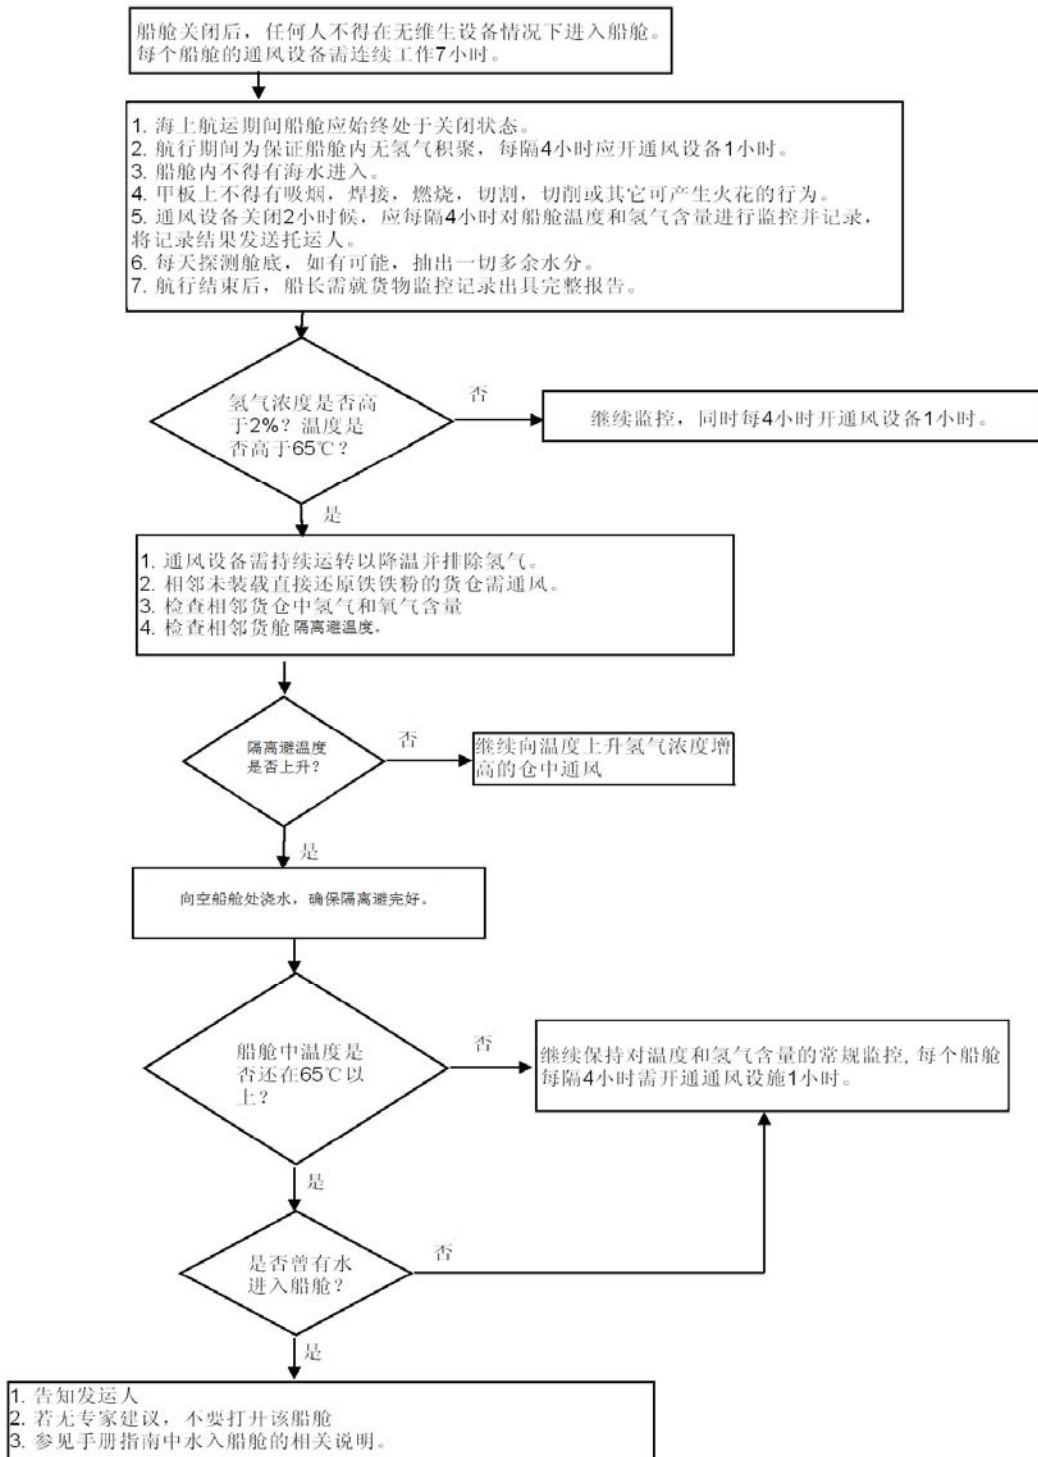 船舱关闭后，任何人不得在无维生设备情况下进入船舱。
每个船舱的通风设备需连续工作7小时。
1. 海上航运期间船舱应始终处于关闭状态。
2. 航行期间为保证船舱内无氢气积聚，每隔4小时应开通风设备1小时。
3. 船舱内不得有海水进入。
4. 甲板上不得有吸烟，焊接，燃烧，切割，切削或其它可产生火花的行为。
5. 通风设备关闭2小时候，应每隔4小时对船舱温度和氢气含量进行监控并记录，
将记录结果发送托运人。
6. 每天探测舱底，如有可能，抽出一切多余水分。
7. 航行结束后，船长需就货物监控记录出具完整报告。
氢气浓度是否高
于2%？温度是
否高于65℃？
否
继续监控，同时每4小时开通风设备1小时。
是
1. 通风设备需持续运转以降温并排除氢气。
2. 相邻未装载直接还原铁铁粉的货仓需通风。
3. 检查相邻货仓中氢气和氧气含量
4. 检查相邻货舱隔离避温度。
隔离避温度
是否上升？
否
继续向温度上升氢气浓度增
高的仓中通风
是
向空船舱处浇水，确保隔离避完好。
船舱中温度是
否还在65℃以
上？
否
继续保持对温度和氢气含量的常规监控, 每个船舱
每隔4小时需开通通风设施1小时。
是
是否曾有水
进入船舱？
否
是
1. 告知发运人
2. 若无专家建议，不要打开该船舱
3. 参见手册指南中水入船舱的相关说明。